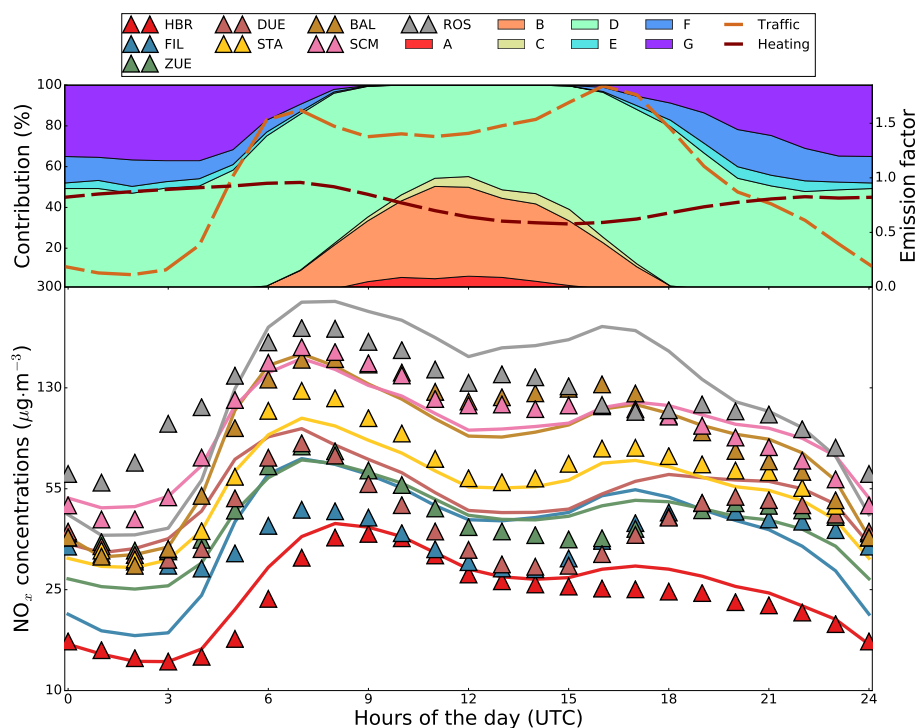 HBR DUE BAL ROS B D F Traffic
FIL STA SCM A C E G Heating
ZUE
Contribution (%)
100
80
60
40
20
300
Emission factor
1.5
1.0
0.5
0.0
NOx concentrations (μg·m−3)
130
55
25
10
0 3 6 9 12 15 18 21 24
Hours of the day (UTC)